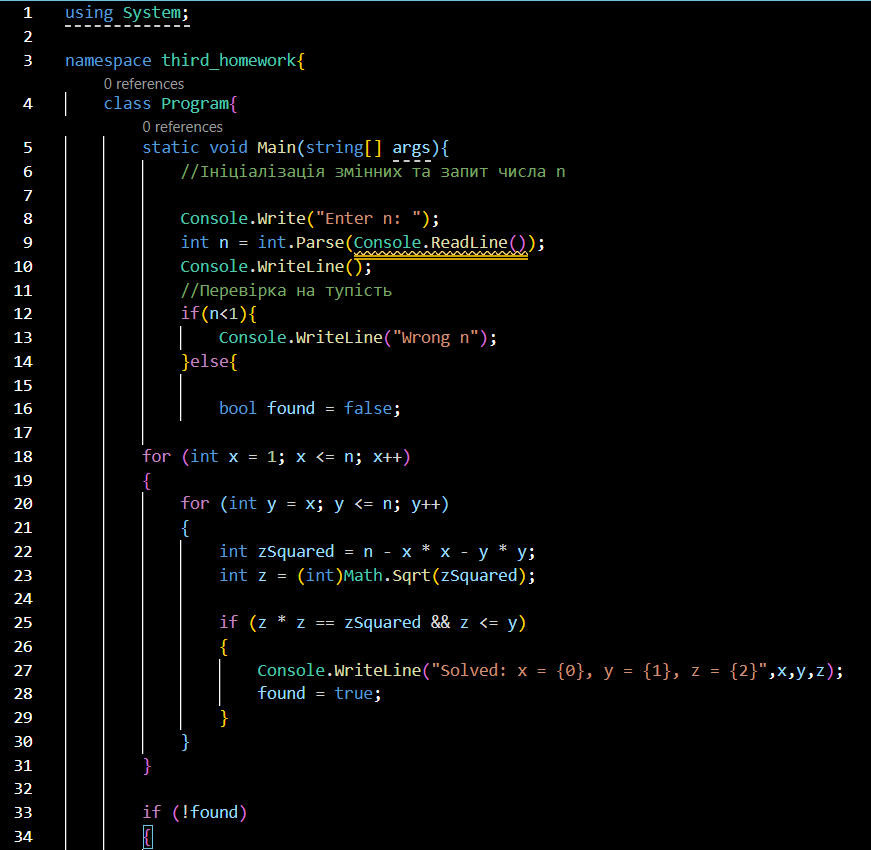 1 using System;
2
3 namespace third_homework{
0 references
4 class Program{
0 references
5 static void Main(string[] args){
6 //Ініціалізація змінних та запит числа n
7
8 Console.Write("Enter n: ");
9 int n = int.Parse(Console.ReadLine());
10 Console.WriteLine();
11 //Перевірка на тупість
12 if(n<1){
13 Console.WriteLine("Wrong n");
14 }else{
15
16 bool found = false;
17
18 for (int x = 1; x <= n; x++)
19 {
20 for (int y = x; y <= n; y++)
21 {
22 int zSquared = n - x * x - y * y;
23 int z = (int)Math.Sqrt(zSquared);
24
25 if (z * z == zSquared && z <= y)
26 {
27 Console.WriteLine("Solved: x = {0}, y = {1}, z = {2}",x,y,z);
28 found = true;
29 }
30 }
31 }
32
33 if (!found)
34 {